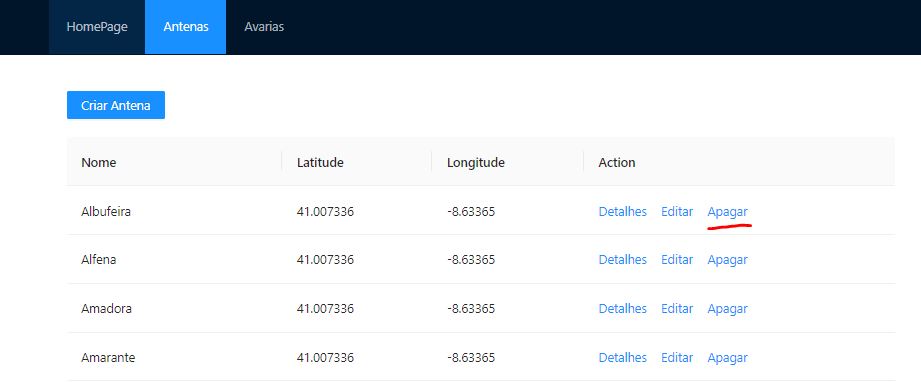 HomePage Antenas Avarias
Criar Antena
Nome Latitude Longitude Action
Albufeira 41.007336 -8.63365 Detalhes Editar Apagar
Alfena 41.007336 -8.63365 Detalhes Editar Apagar
Amadora 41.007336 -8.63365 Detalhes Editar Apagar
Amarante 41.007336 -8.63365 Detalhes Editar Apagar